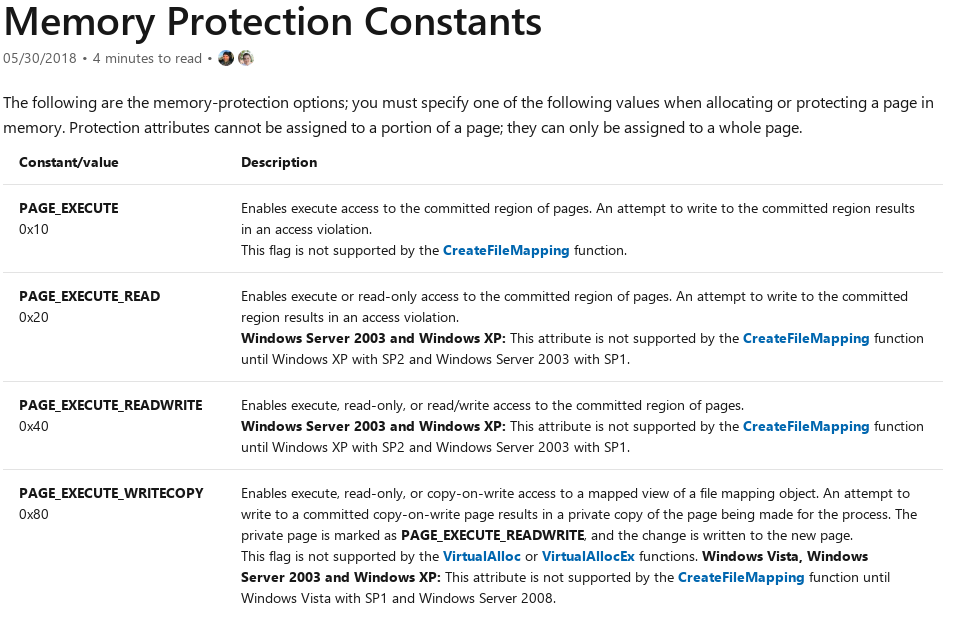 Memory Protection Constants
05/30/2018 • 4 minutes to read •
The following are the memory-protection options; you must specify one of the following values when allocating or protecting a page in
memory. Protection attributes cannot be assigned to a portion of a page; they can only be assigned to a whole page.
Constant/value Description
PAGE_EXECUTE
0x10
Enables execute access to the committed region of pages. An attempt to write to the committed region results
in an access violation.
This flag is not supported by the CreateFileMapping function.
PAGE_EXECUTE_READ
0x20
Enables execute or read-only access to the committed region of pages. An attempt to write to the committed
region results in an access violation.
Windows Server 2003 and Windows XP: This attribute is not supported by the CreateFileMapping function
until Windows XP with SP2 and Windows Server 2003 with SP1.
PAGE_EXECUTE_READWRITE
0x40
Enables execute, read-only, or read/write access to the committed region of pages.
Windows Server 2003 and Windows XP: This attribute is not supported by the CreateFileMapping function
until Windows XP with SP2 and Windows Server 2003 with SP1.
PAGE_EXECUTE_WRITECOPY
0x80
Enables execute, read-only, or copy-on-write access to a mapped view of a file mapping object. An attempt to
write to a committed copy-on-write page results in a private copy of the page being made for the process. The
private page is marked as PAGE_EXECUTE_READWRITE, and the change is written to the new page.
This flag is not supported by the VirtualAlloc or VirtualAllocEx functions. Windows Vista, Windows
Server 2003 and Windows XP: This attribute is not supported by the CreateFileMapping function until
Windows Vista with SP1 and Windows Server 2008.